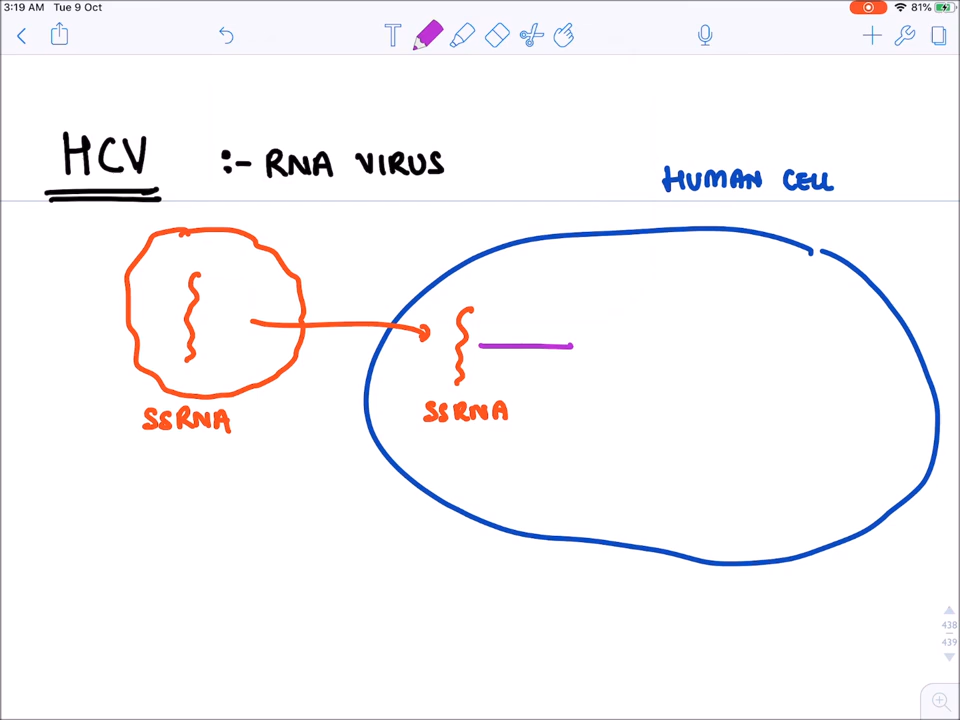 3:19 AM Tue 9 Oct 81%
T
HCV :- RNA VIRUS
HUMAN CELL
SSRNA
SSRNA
438
439